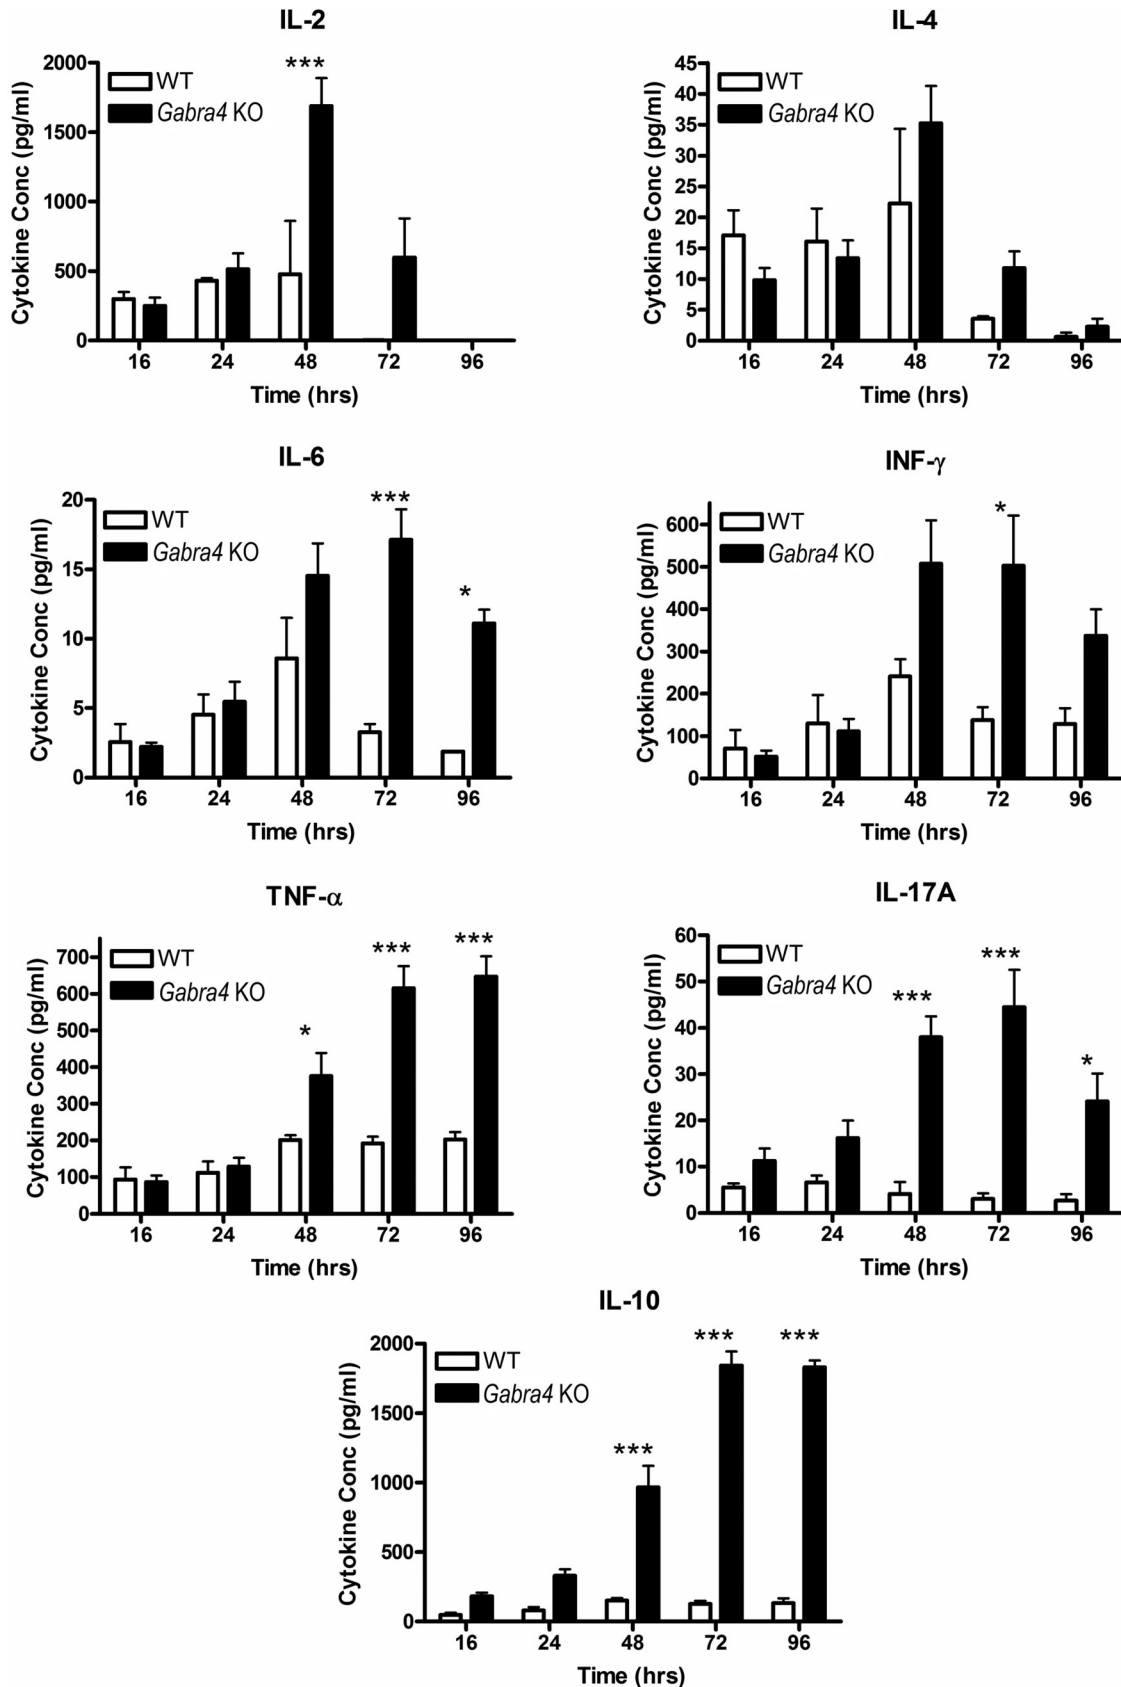 IL-2
2000
1500
1000
500
0
Cytokine Conc (pg/ml)
WT
Gabra4 KO
***
16 24 48 72 96
Time (hrs)
IL-4
45
40
35
30
25
20
15
10
5
0
Cytokine Conc (pg/ml)
WT
Gabra4 KO
16 24 48 72 96
Time (hrs)
IL-6
20
15
10
5
0
Cytokine Conc (pg/ml)
WT
Gabra4 KO
***
*
16 24 48 72 96
Time (hrs)
INF-γ
600
500
400
300
200
100
0
Cytokine Conc (pg/ml)
WT
Gabra4 KO
*
16 24 48 72 96
Time (hrs)
TNF-α
700
600
500
400
300
200
100
0
Cytokine Conc (pg/ml)
WT
Gabra4 KO
*
***
***
16 24 48 72 96
Time (hrs)
IL-17A
60
50
40
30
20
10
0
Cytokine Conc (pg/ml)
WT
Gabra4 KO
***
***
*
16 24 48 72 96
Time (hrs)
IL-10
2000
1500
1000
500
0
Cytokine Conc (pg/ml)
WT
Gabra4 KO
***
***
***
16 24 48 72 96
Time (hrs)